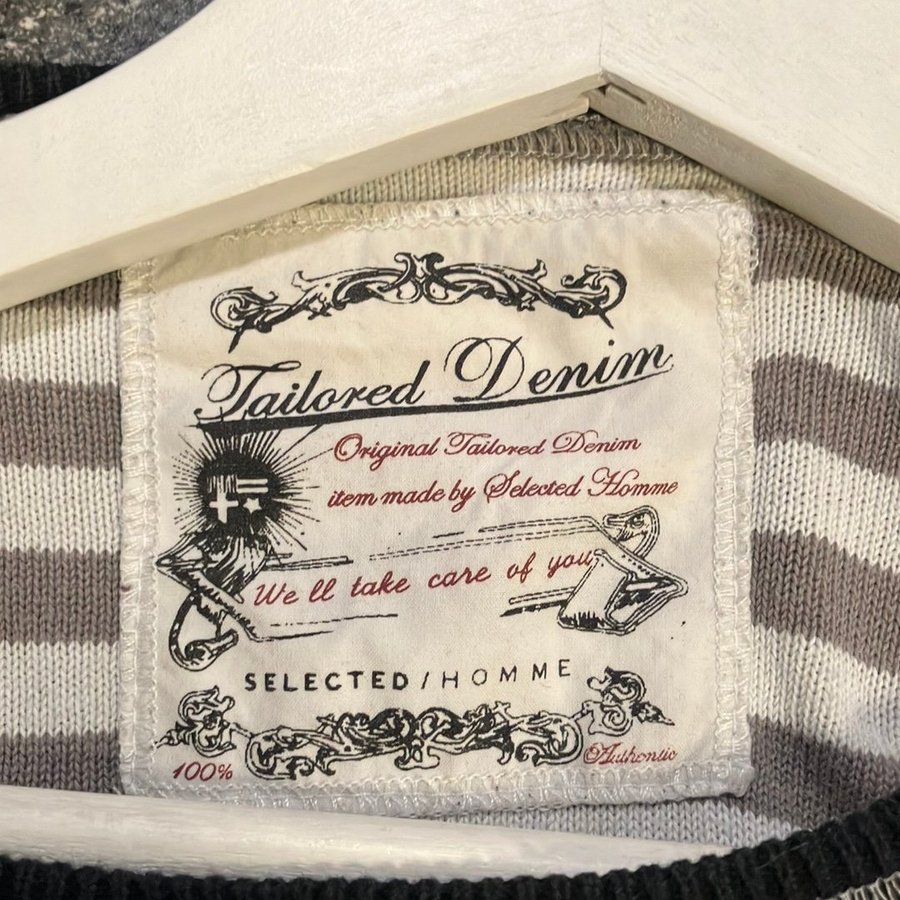 Tailored Denim
Original Tailored Denim
item made by Selected Homme
We ll take care of you
SELECTED/HOMME
100%
Authentic